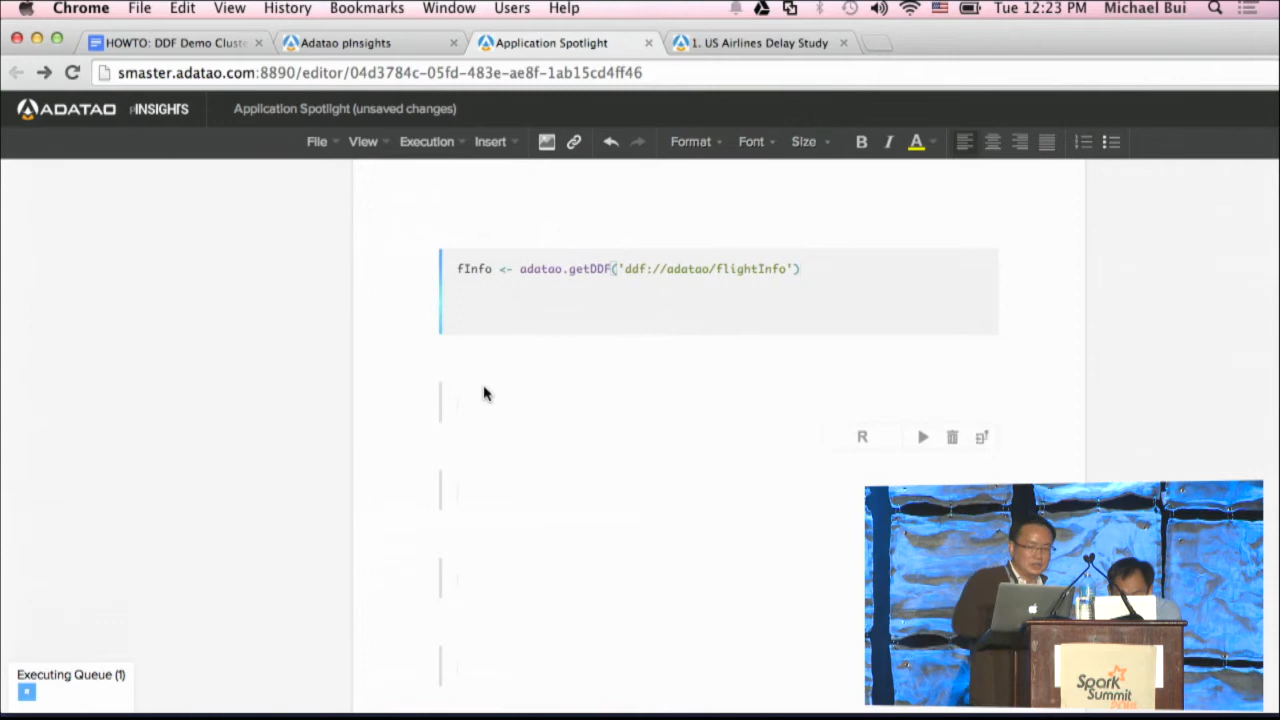 Chrome File Edit View History Bookmarks Window Users Help Tue 12:23 PM Michael Bui
HOWTO: DDF Demo Cluste Adatao pInsights Application Spotlight 1. US Airlines Delay Study
smaster.adatao.com:8890/editor/04d3784c-05fd-483e-ae8f-1ab15cd4ff46
ADATAO pINSIGHTS Application Spotlight (unsaved changes)
File View Execution Insert Format Font Size B I A
fInfo <- adatao.getDDF('ddf://adatao/flightInfo')
R
Executing Queue (1)
Spark
Summit